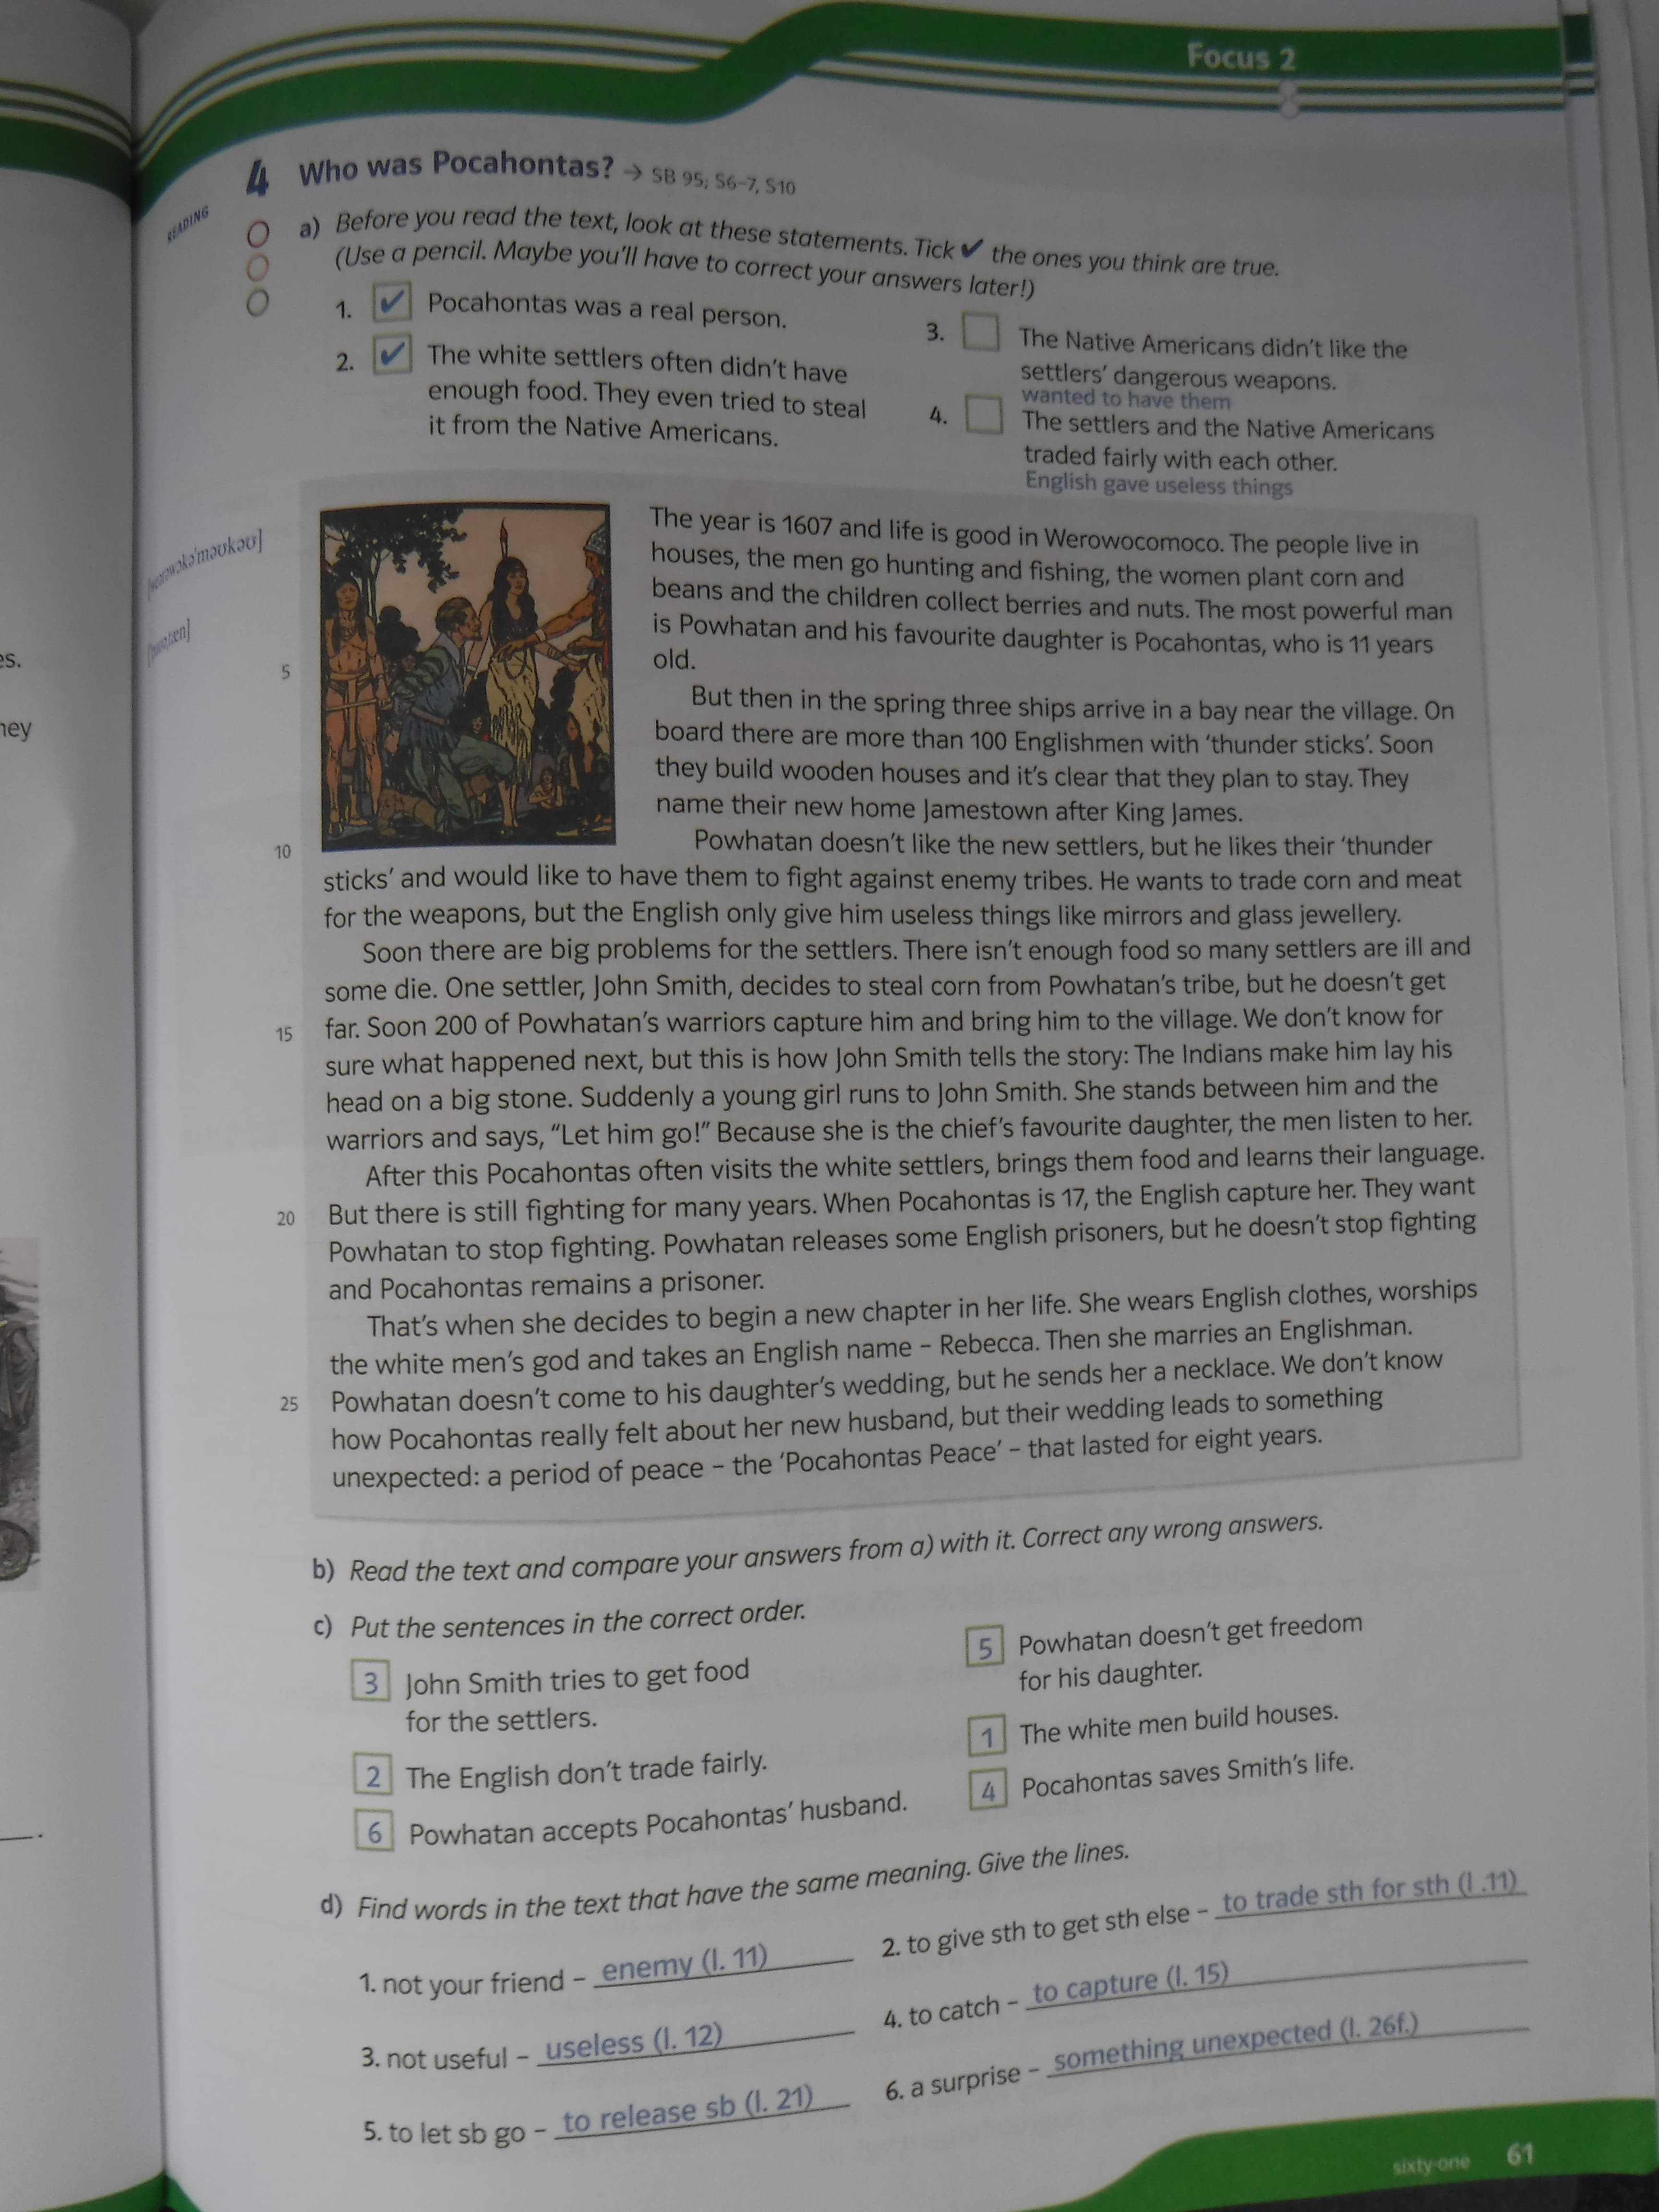 Focus 2
4 Who was Pocahontas? → SB 95; S6–7, S10
READING
a) Before you read the text, look at these statements. Tick ✔ the ones you think are true.
(Use a pencil. Maybe you'll have to correct your answers later!)
1. ✔ Pocahontas was a real person.
2. ✔ The white settlers often didn't have
enough food. They even tried to steal
it from the Native Americans.
3. The Native Americans didn't like the
settlers' dangerous weapons.
wanted to have them
4. The settlers and the Native Americans
traded fairly with each other.
English gave useless things
The year is 1607 and life is good in Werowocomoco. The people live in
houses, the men go hunting and fishing, the women plant corn and
beans and the children collect berries and nuts. The most powerful man
is Powhatan and his favourite daughter is Pocahontas, who is 11 years
5 old.
But then in the spring three ships arrive in a bay near the village. On
board there are more than 100 Englishmen with 'thunder sticks'. Soon
they build wooden houses and it's clear that they plan to stay. They
name their new home Jamestown after King James.
10 Powhatan doesn't like the new settlers, but he likes their 'thunder
sticks' and would like to have them to fight against enemy tribes. He wants to trade corn and meat
for the weapons, but the English only give him useless things like mirrors and glass jewellery.
Soon there are big problems for the settlers. There isn't enough food so many settlers are ill and
some die. One settler, John Smith, decides to steal corn from Powhatan's tribe, but he doesn't get
15 far. Soon 200 of Powhatan's warriors capture him and bring him to the village. We don't know for
sure what happened next, but this is how John Smith tells the story: The Indians make him lay his
head on a big stone. Suddenly a young girl runs to John Smith. She stands between him and the
warriors and says, "Let him go!" Because she is the chief's favourite daughter, the men listen to her.
After this Pocahontas often visits the white settlers, brings them food and learns their language.
20 But there is still fighting for many years. When Pocahontas is 17, the English capture her. They want
Powhatan to stop fighting. Powhatan releases some English prisoners, but he doesn't stop fighting
and Pocahontas remains a prisoner.
That's when she decides to begin a new chapter in her life. She wears English clothes, worships
the white men's god and takes an English name – Rebecca. Then she marries an Englishman.
25 Powhatan doesn't come to his daughter's wedding, but he sends her a necklace. We don't know
how Pocahontas really felt about her new husband, but their wedding leads to something
unexpected: a period of peace – the 'Pocahontas Peace' – that lasted for eight years.
b) Read the text and compare your answers from a) with it. Correct any wrong answers.
c) Put the sentences in the correct order.
3 John Smith tries to get food
for the settlers.
2 The English don't trade fairly.
6 Powhatan accepts Pocahontas' husband.
5 Powhatan doesn't get freedom
for his daughter.
1 The white men build houses.
4 Pocahontas saves Smith's life.
d) Find words in the text that have the same meaning. Give the lines.
1. not your friend – enemy (l. 11)
2. to give sth to get sth else – to trade sth for sth (l .11)
3. not useful – useless (l. 12)
4. to catch – to capture (l. 15)
5. to let sb go – to release sb (l. 21)
6. a surprise – something unexpected (l. 26f.)
sixty-one 61
es.
hey